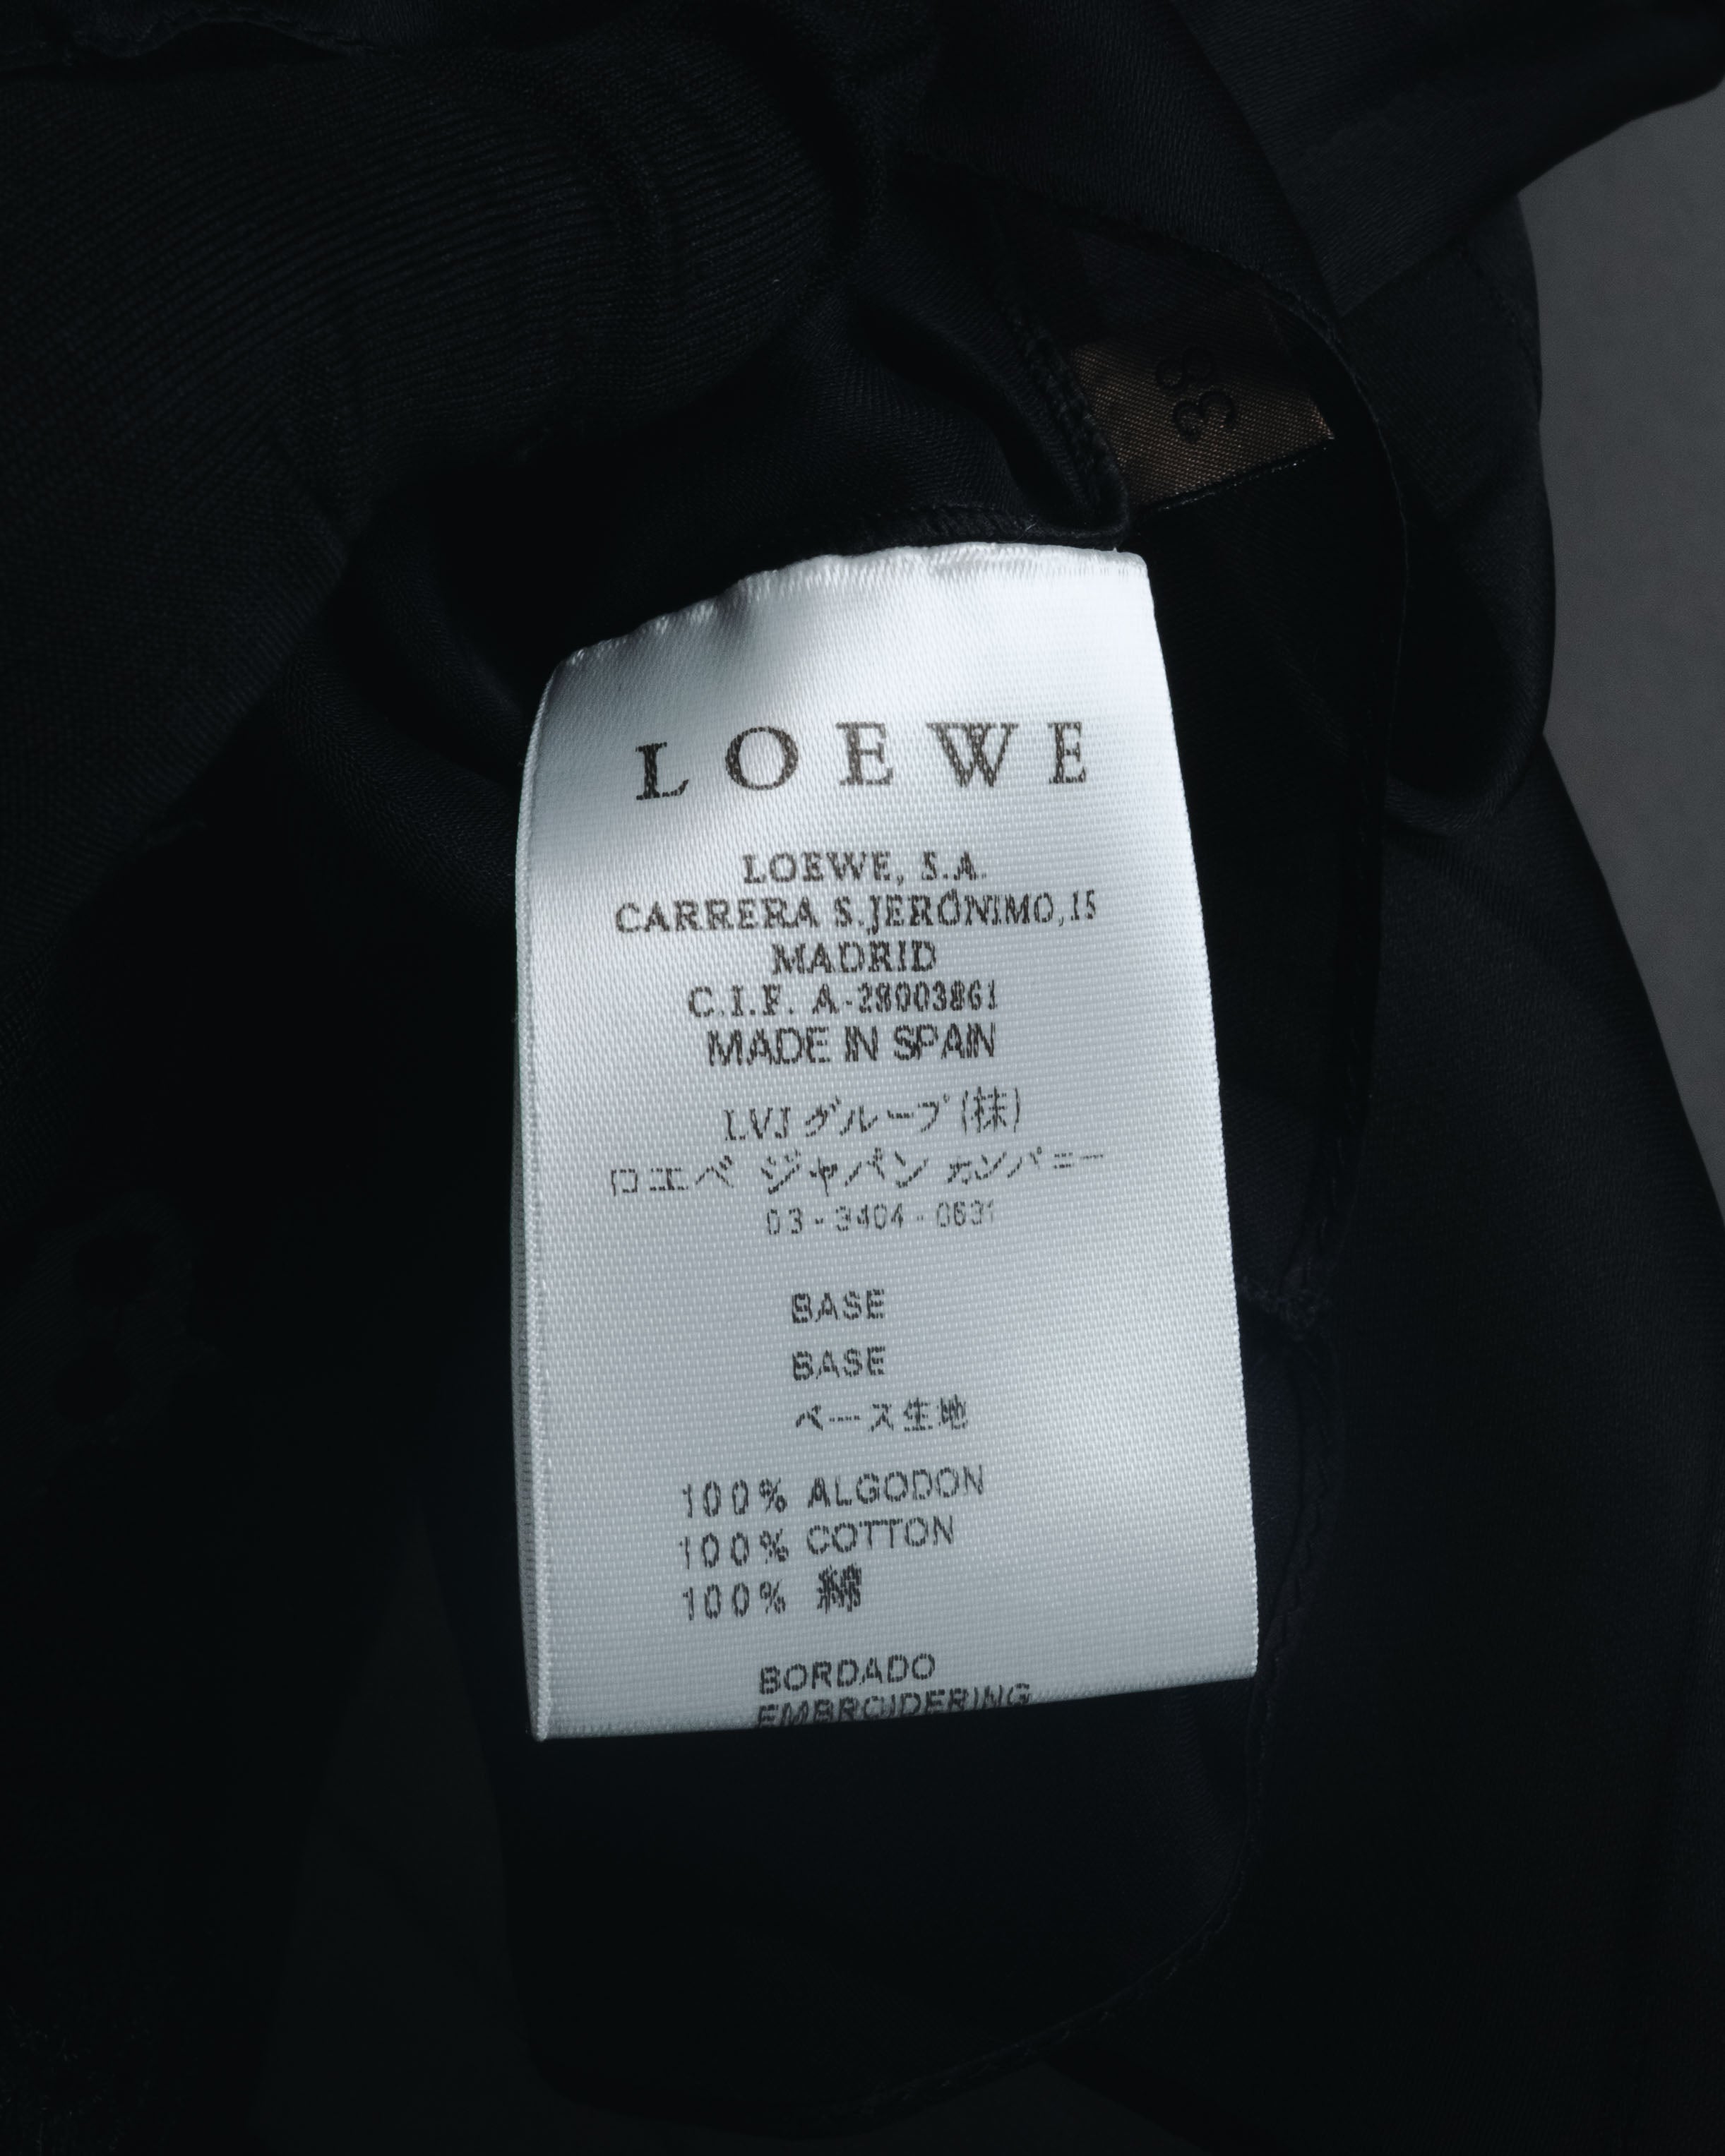 38
LOEWE
LOEWE, S.A.
CARRERA S.JERÓNIMO,15
MADRID
C.I.F. A-28003861
MADE IN SPAIN
LVJ グループ (株)
ロエベ ジャパン カンパニー
03-3404-0631
BASE
BASE
ベース生地
100% ALGODON
100% COTTON
100% 綿
BORDADO
EMBROIDERING